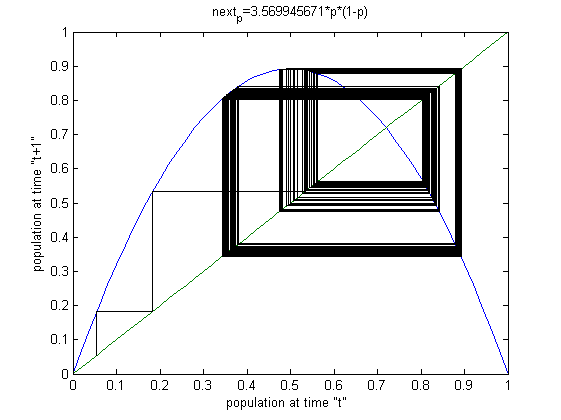 next_p=3.569945671*p*(1-p)
1
0.9
0.8
0.7
0.6
0.5
0.4
0.3
0.2
0.1
0
population at time "t+1"
0 0.1 0.2 0.3 0.4 0.5 0.6 0.7 0.8 0.9 1
population at time "t"